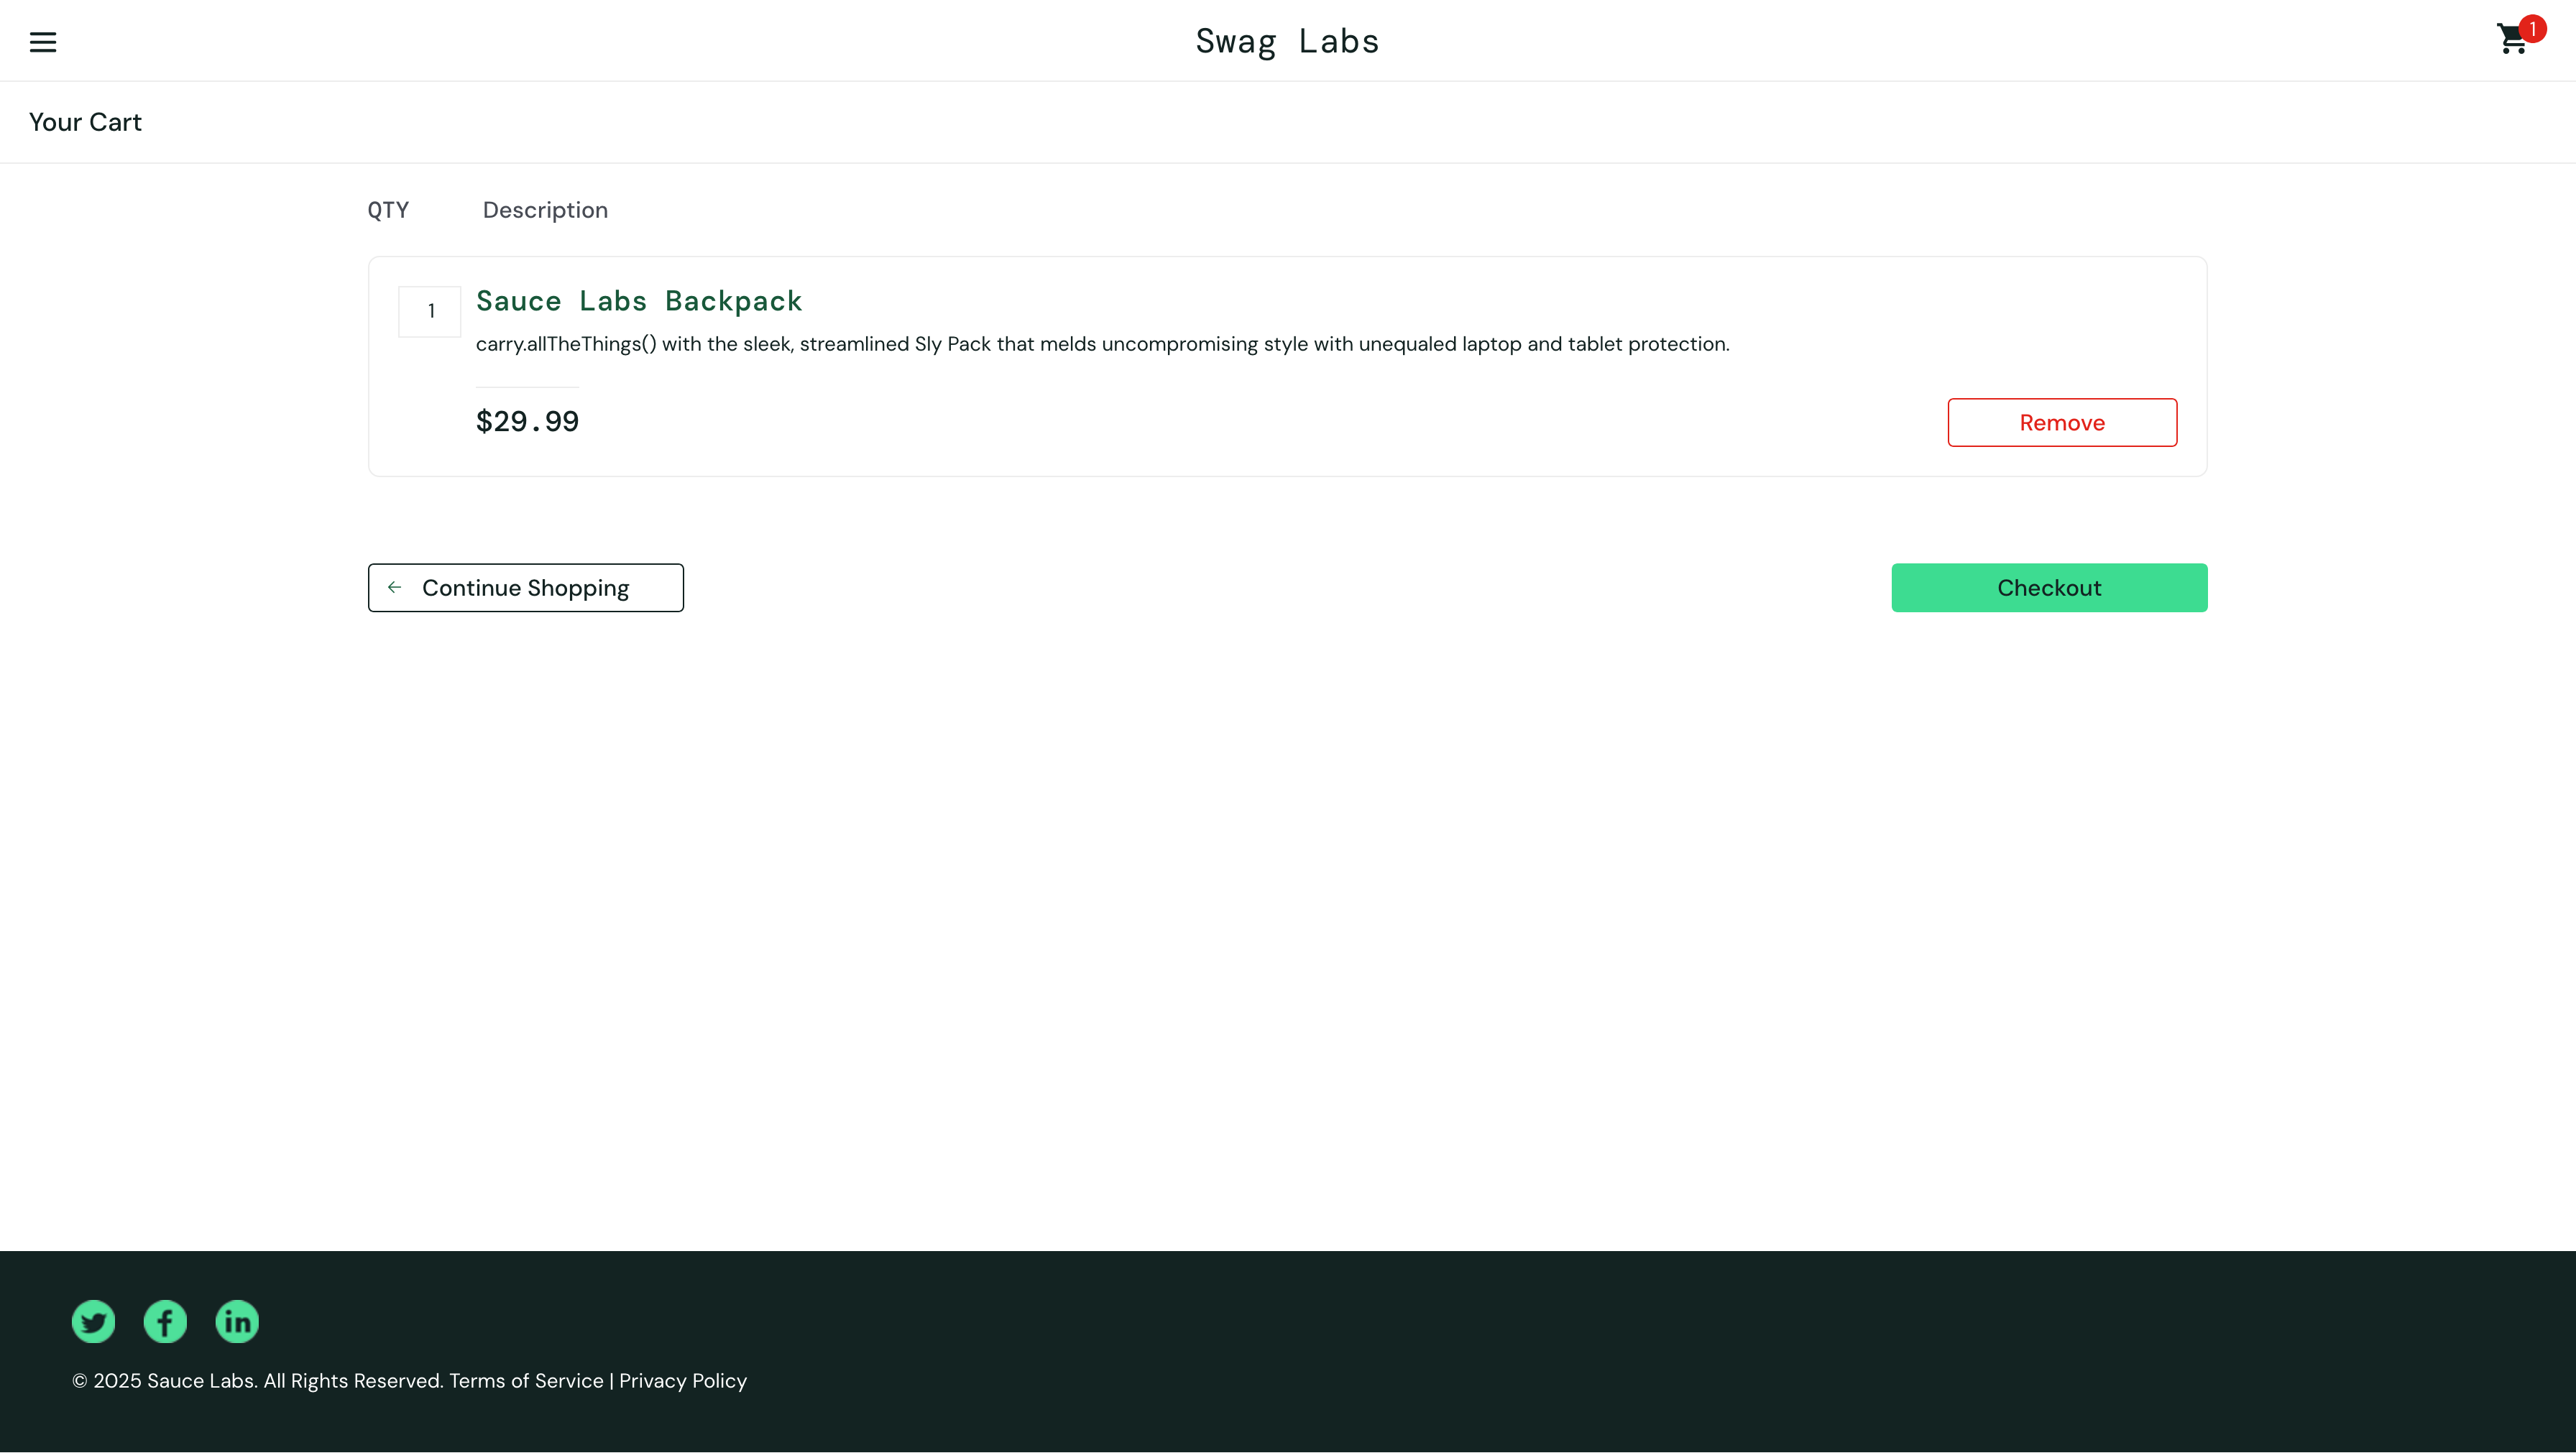 Swag Labs
1
Your Cart
QTY Description
1
Sauce Labs Backpack
carry.allTheThings() with the sleek, streamlined Sly Pack that melds uncompromising style with unequaled laptop and tablet protection.
$29.99
Remove
Continue Shopping
Checkout
© 2025 Sauce Labs. All Rights Reserved. Terms of Service | Privacy Policy